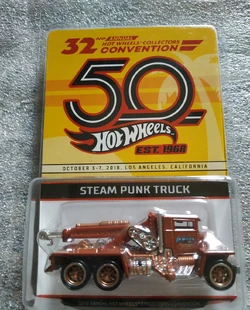 32ND ANNUAL
HOT WHEELS COLLECTORS
CONVENTION
50
HOT WHEELS
EST. 1968
OCTOBER 3-7, 2018, LOS ANGELES, CALIFORNIA
STEAM PUNK TRUCK